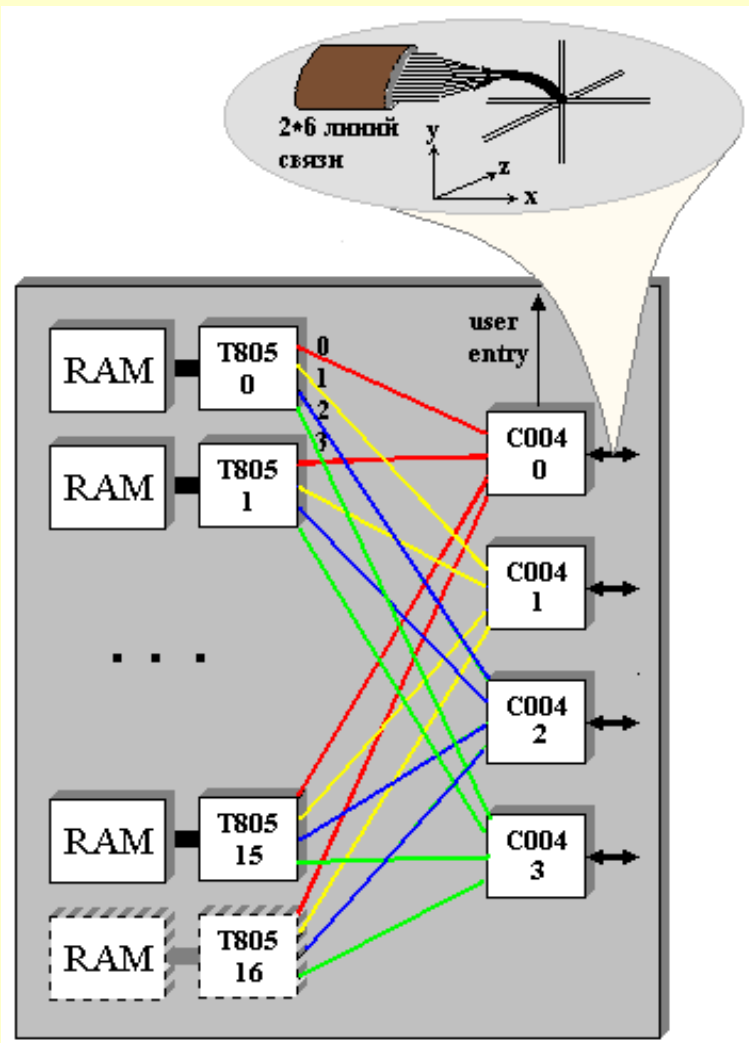 2*6 линий
связи
y
z
x
user
entry
RAM
T805
0
0
1
2
3
C004
0
RAM
T805
1
C004
1
. . .
C004
2
RAM
T805
15
C004
3
RAM
T805
16